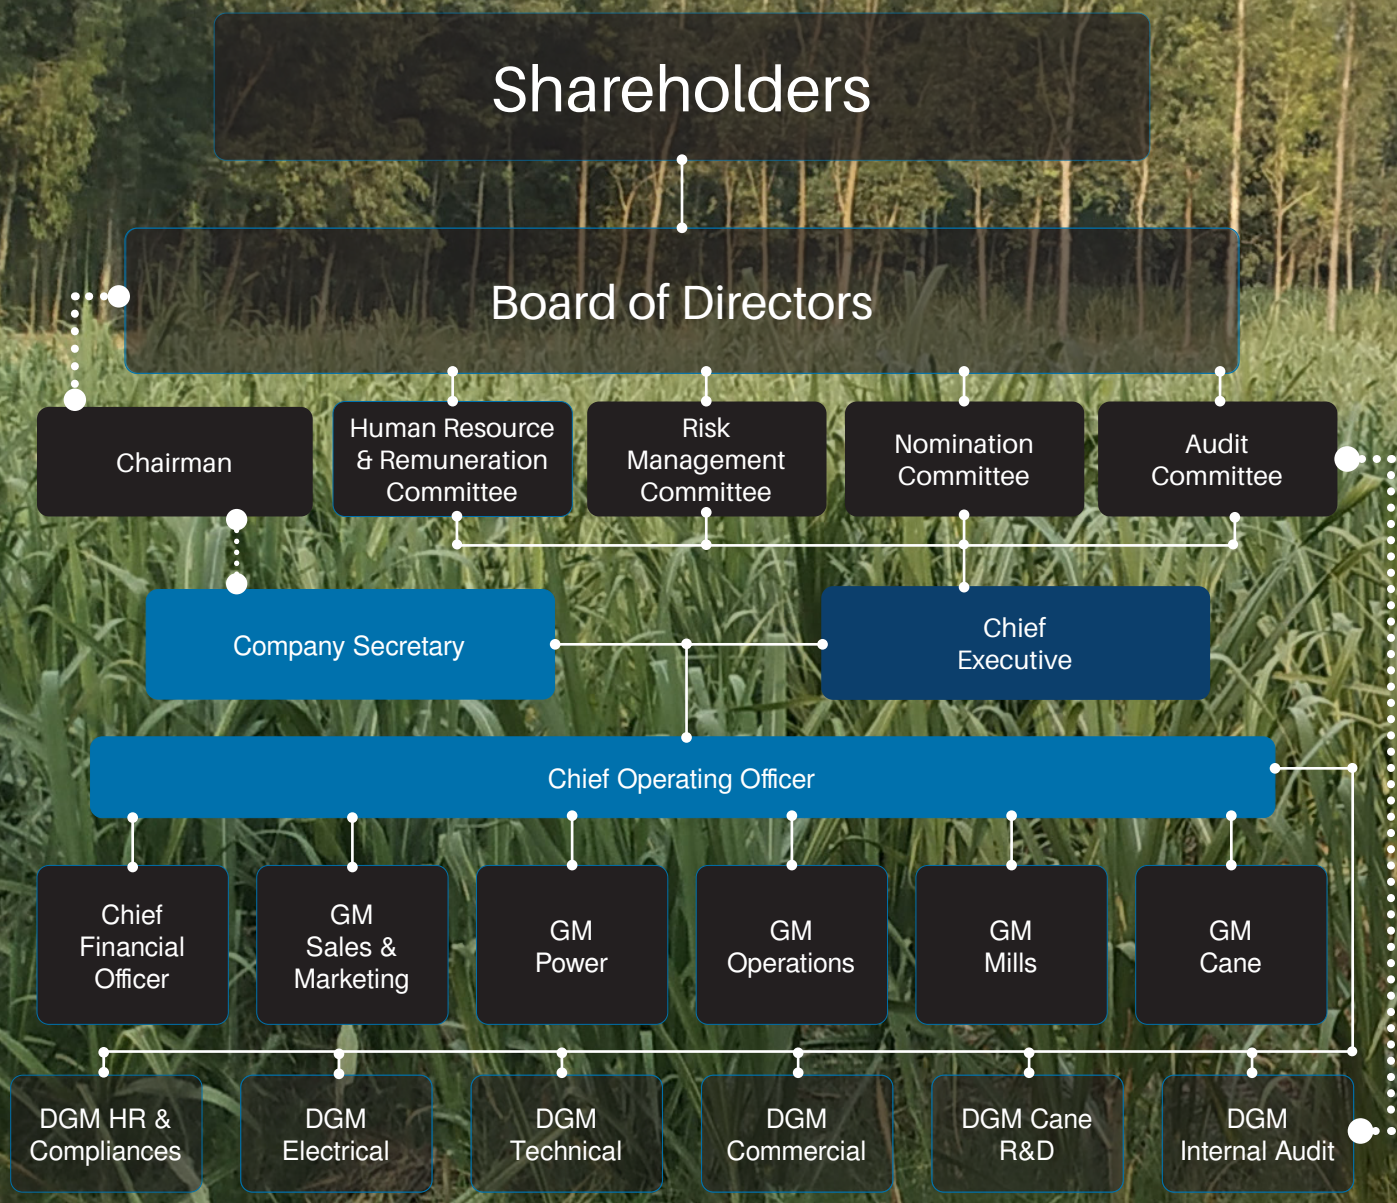 Shareholders
Board of Directors
Chairman
Human Resource
& Remuneration
Committee
Risk
Management
Committee
Nomination
Committee
Audit
Committee
Company Secretary
Chief
Executive
Chief Operating Officer
Chief
Financial
Officer
GM
Sales &
Marketing
GM
Power
GM
Operations
GM
Mills
GM
Cane
DGM HR &
Compliances
DGM
Electrical
DGM
Technical
DGM
Commercial
DGM Cane
R&D
DGM
Internal Audit